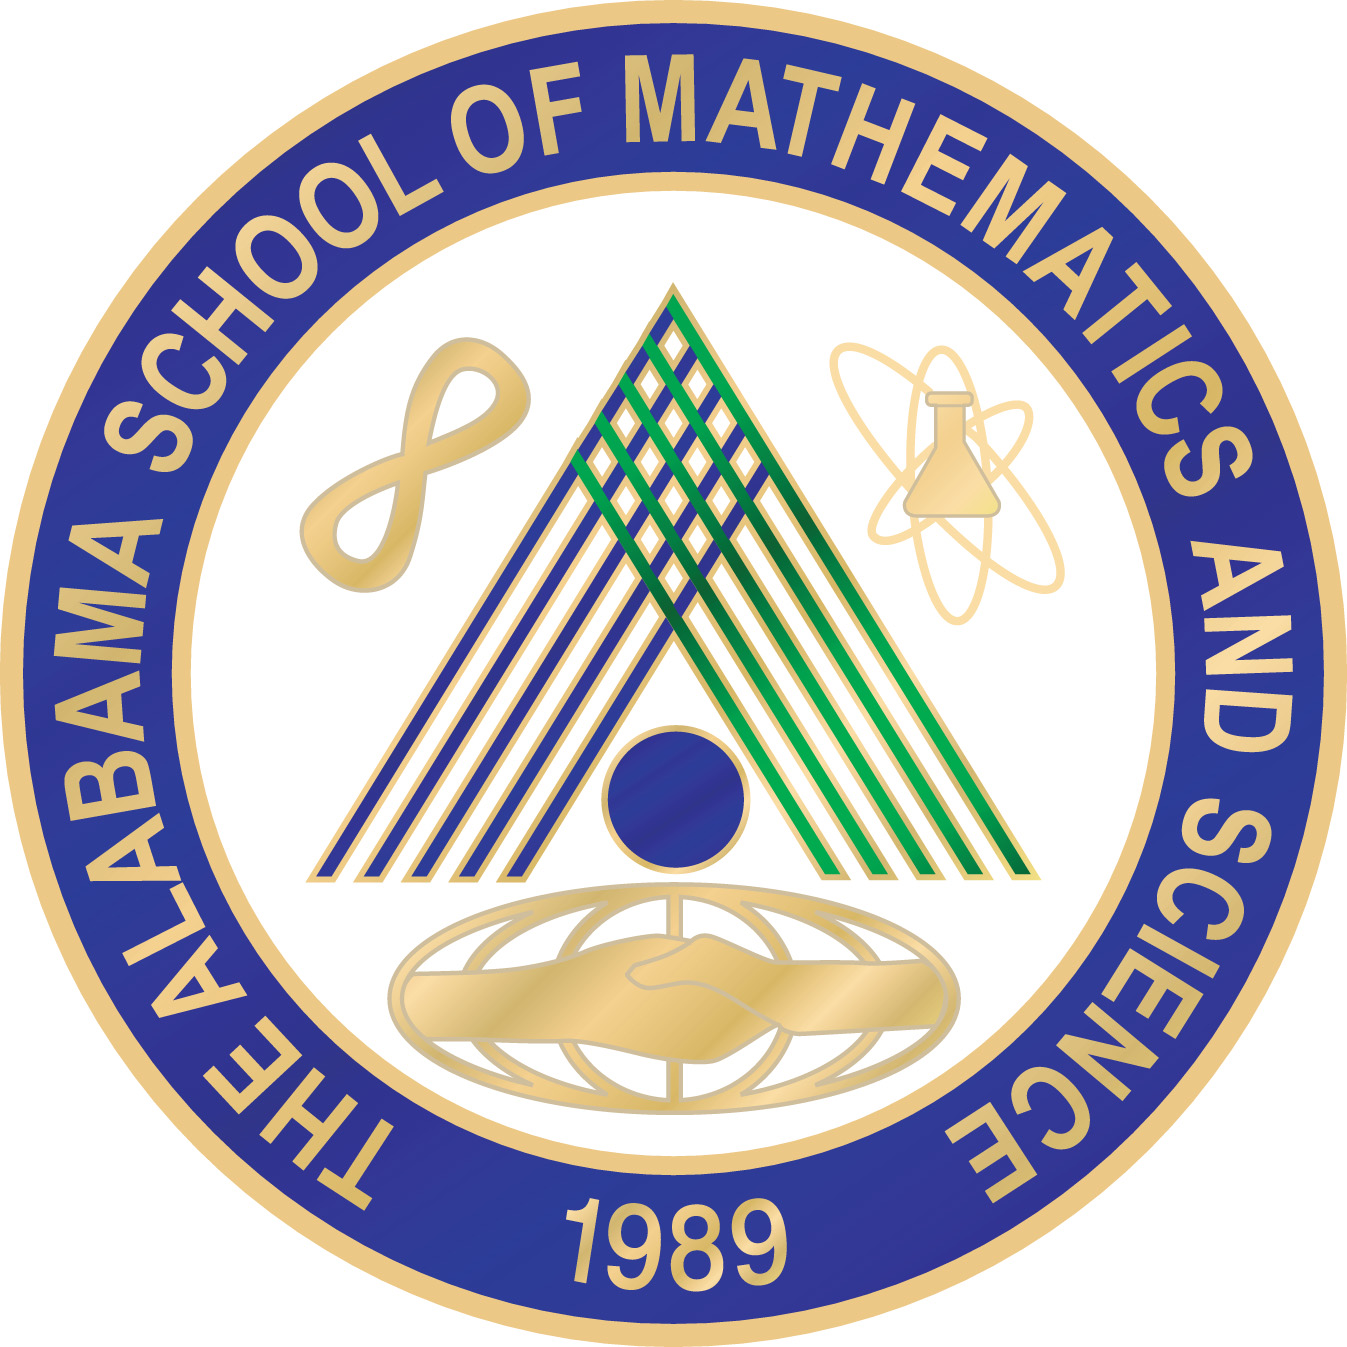 THE ALABAMA SCHOOL OF MATHEMATICS AND SCIENCE
1989